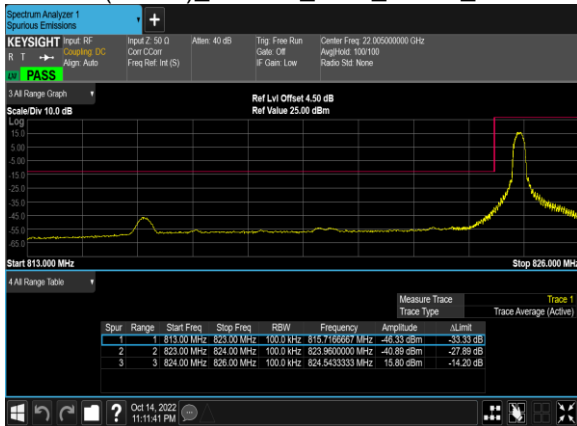 Spectrum Analyzer 1
Spurious Emissions
+
KEYSIGHT Input: RF Input Z: 50 Ω Atten: 40 dB Trig: Free Run Center Freq: 22.005000000 GHz
R T Coupling: DC Corr CCorr Gate: Off Avg|Hold: 100/100
Align: Auto Freq Ref: Int (S) IF Gain: Low Radio Std: None
PASS
3 All Range Graph
Ref Lvl Offset 4.50 dB
Scale/Div 10.0 dB Ref Value 25.00 dBm
Log
15.0
5.00
-5.00
-15.0
-25.0
-35.0
-45.0
-55.0
-65.0
Start 813.000 MHz Stop 826.000 MHz
4 All Range Table
Measure Trace Trace 1
Trace Type Trace Average (Active)
Spur Range Start Freq Stop Freq RBW Frequency Amplitude ΔLimit
1 1 813.00 MHz 823.00 MHz 100.0 kHz 815.7166667 MHz -46.33 dBm -33.33 dB
2 2 823.00 MHz 824.00 MHz 100.0 kHz 823.9600000 MHz -40.89 dBm -27.89 dB
3 3 824.00 MHz 826.00 MHz 100.0 kHz 824.5433333 MHz 15.80 dBm -14.20 dB
? Oct 14, 2022
11:11:41 PM